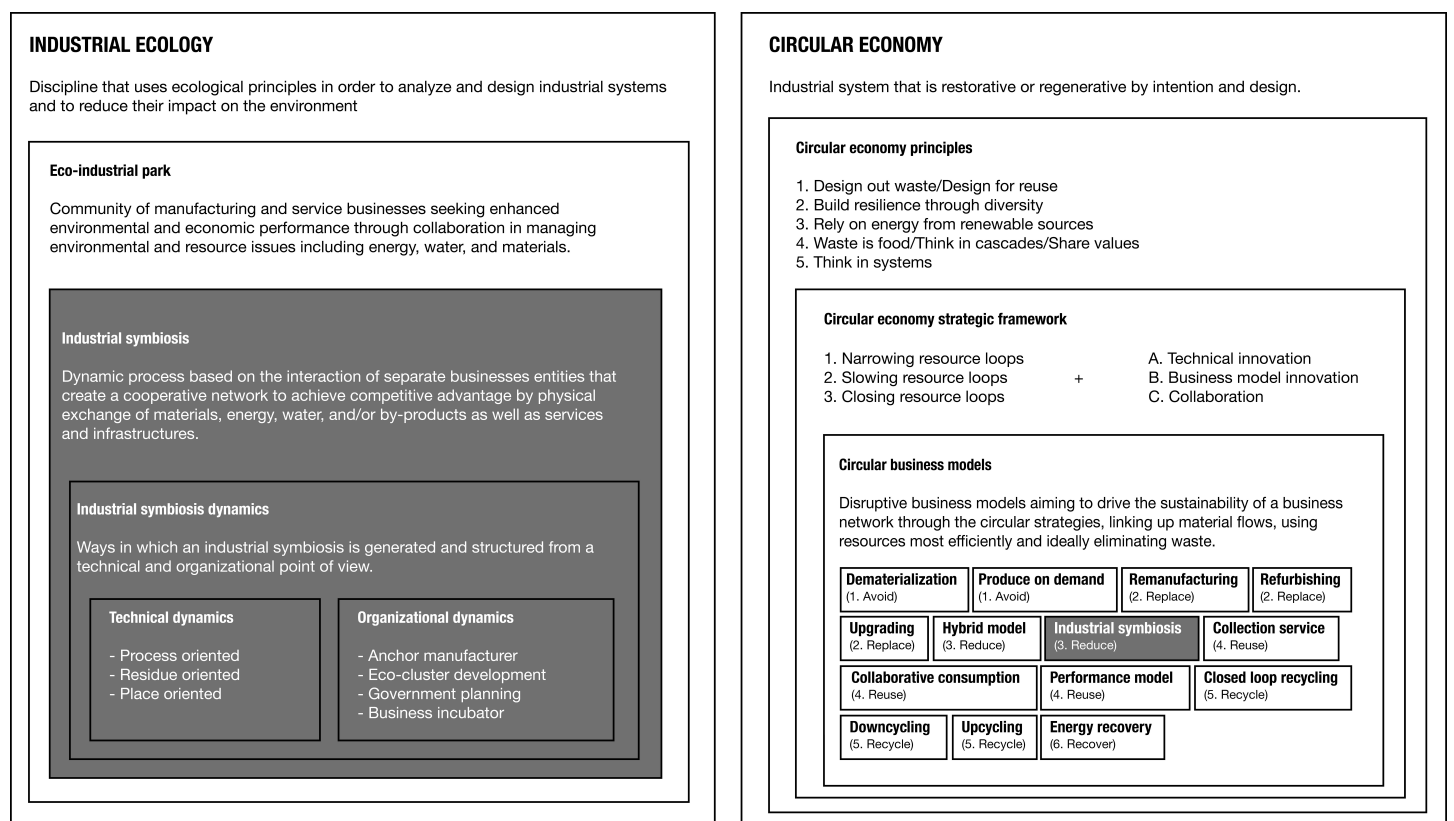 INDUSTRIAL ECOLOGY
Discipline that uses ecological principles in order to analyze and design industrial systems
and to reduce their impact on the environment
Eco-industrial park
Community of manufacturing and service businesses seeking enhanced
environmental and economic performance through collaboration in managing
environmental and resource issues including energy, water, and materials.
Industrial symbiosis
Dynamic process based on the interaction of separate businesses entities that
create a cooperative network to achieve competitive advantage by physical
exchange of materials, energy, water, and/or by-products as well as services
and infrastructures.
Industrial symbiosis dynamics
Ways in which an industrial symbiosis is generated and structured from a
technical and organizational point of view.
Technical dynamics
- Process oriented
- Residue oriented
- Place oriented
Organizational dynamics
- Anchor manufacturer
- Eco-cluster development
- Government planning
- Business incubator
CIRCULAR ECONOMY
Industrial system that is restorative or regenerative by intention and design.
Circular economy principles
1. Design out waste/Design for reuse
2. Build resilience through diversity
3. Rely on energy from renewable sources
4. Waste is food/Think in cascades/Share values
5. Think in systems
Circular economy strategic framework
1. Narrowing resource loops
2. Slowing resource loops
3. Closing resource loops
+
A. Technical innovation
B. Business model innovation
C. Collaboration
Circular business models
Disruptive business models aiming to drive the sustainability of a business
network through the circular strategies, linking up material flows, using
resources most efficiently and ideally eliminating waste.
Dematerialization
(1. Avoid)
Produce on demand
(1. Avoid)
Remanufacturing
(2. Replace)
Refurbishing
(2. Replace)
Upgrading
(2. Replace)
Hybrid model
(3. Reduce)
Industrial symbiosis
(3. Reduce)
Collection service
(4. Reuse)
Collaborative consumption
(4. Reuse)
Performance model
(4. Reuse)
Closed loop recycling
(5. Recycle)
Downcycling
(5. Recycle)
Upcycling
(5. Recycle)
Energy recovery
(6. Recover)